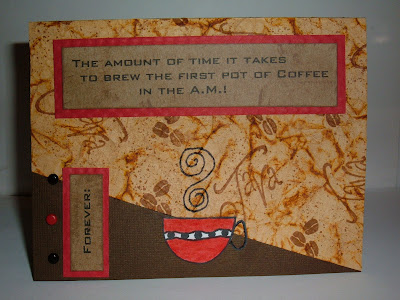 The amount of time it takes
to brew the first pot of Coffee
in the A.M.!
Java
Forever: